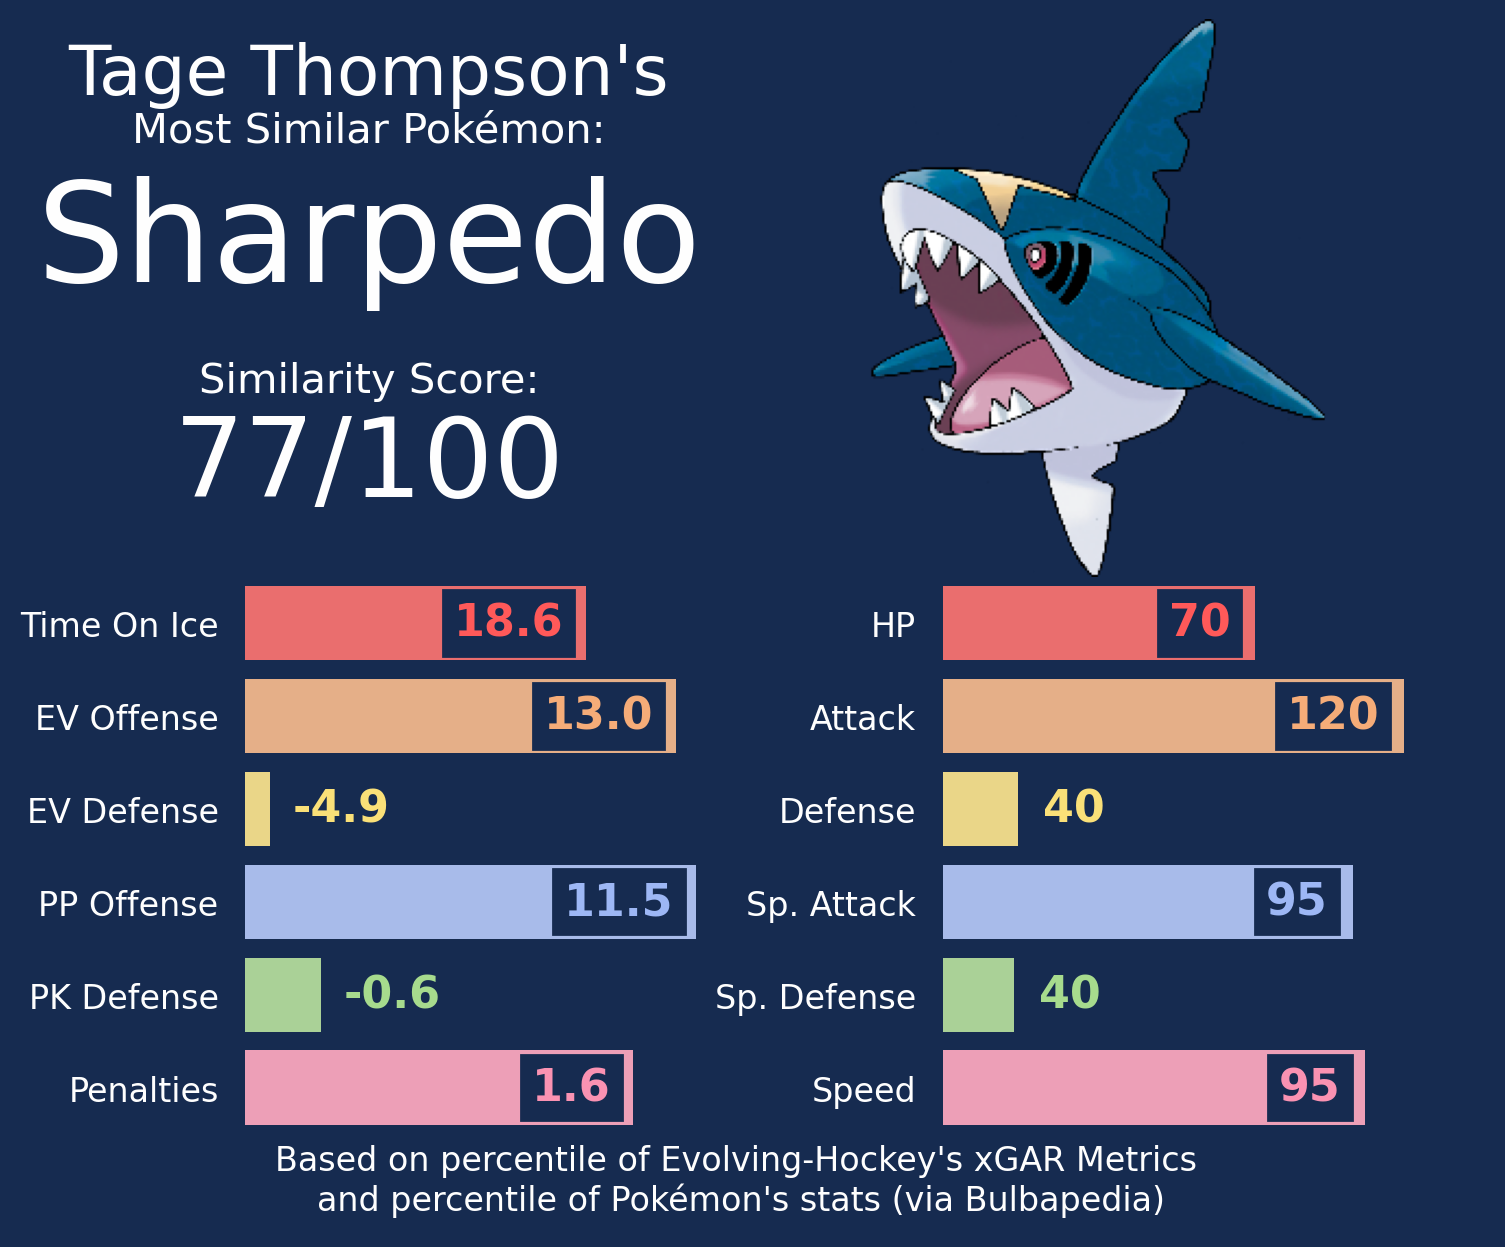 Tage Thompson's
Most Similar Pokémon:
Sharpedo
Similarity Score:
77/100
Time On Ice 18.6
EV Offense 13.0
EV Defense -4.9
PP Offense 11.5
PK Defense -0.6
Penalties 1.6
HP 70
Attack 120
Defense 40
Sp. Attack 95
Sp. Defense 40
Speed 95
Based on percentile of Evolving-Hockey's xGAR Metrics
and percentile of Pokémon's stats (via Bulbapedia)